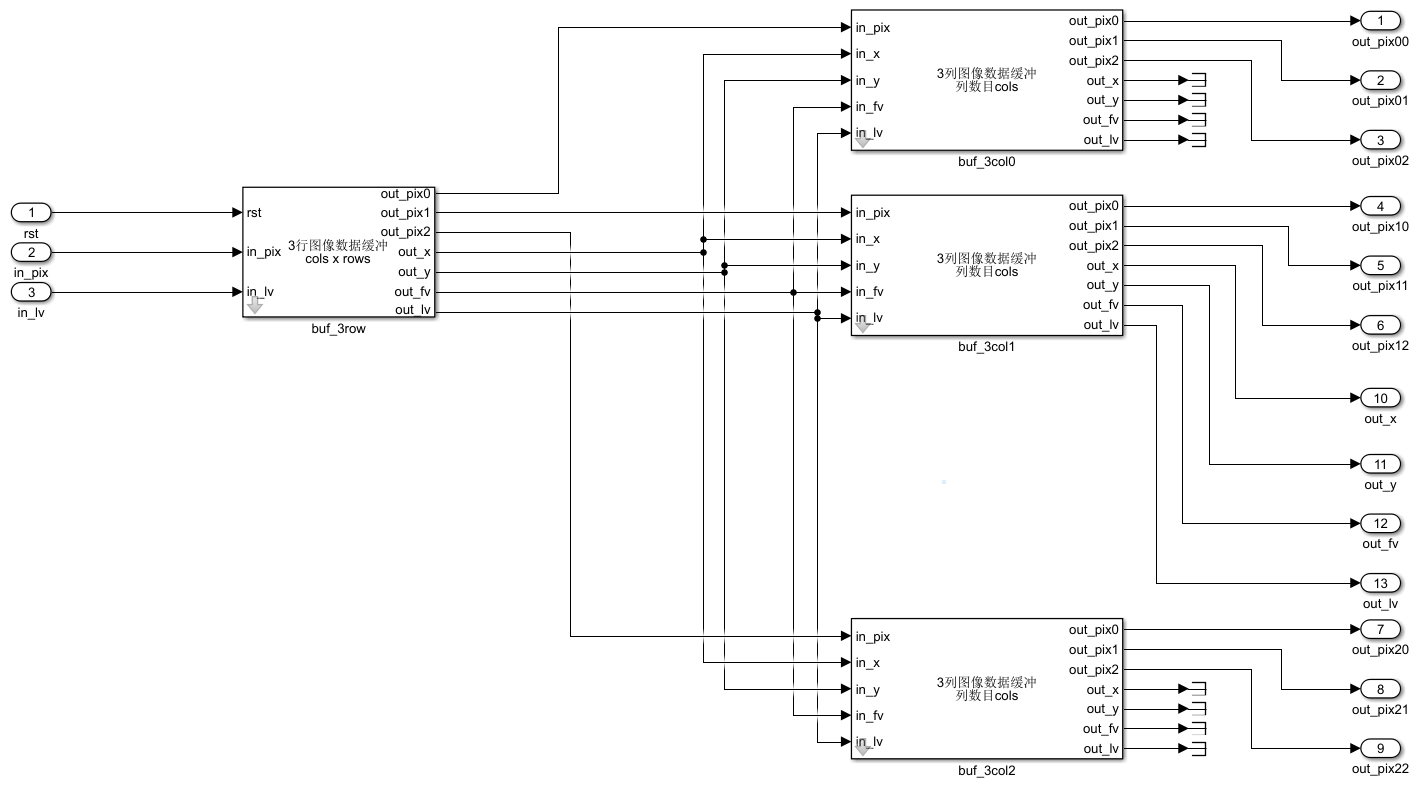 1
rst
2
in_pix
3
in_lv
rst
in_pix
in_lv
3行图像数据缓冲
cols x rows
out_pix0
out_pix1
out_pix2
out_x
out_y
out_fv
out_lv
buf_3row
in_pix
in_x
in_y
in_fv
in_lv
3列图像数据缓冲
列数目cols
out_pix0
out_pix1
out_pix2
out_x
out_y
out_fv
out_lv
buf_3col0
1
out_pix00
2
out_pix01
3
out_pix02
in_pix
in_x
in_y
in_fv
in_lv
3列图像数据缓冲
列数目cols
out_pix0
out_pix1
out_pix2
out_x
out_y
out_fv
out_lv
buf_3col1
4
out_pix10
5
out_pix11
6
out_pix12
10
out_x
11
out_y
12
out_fv
13
out_lv
in_pix
in_x
in_y
in_fv
in_lv
3列图像数据缓冲
列数目cols
out_pix0
out_pix1
out_pix2
out_x
out_y
out_fv
out_lv
buf_3col2
7
out_pix20
8
out_pix21
9
out_pix22